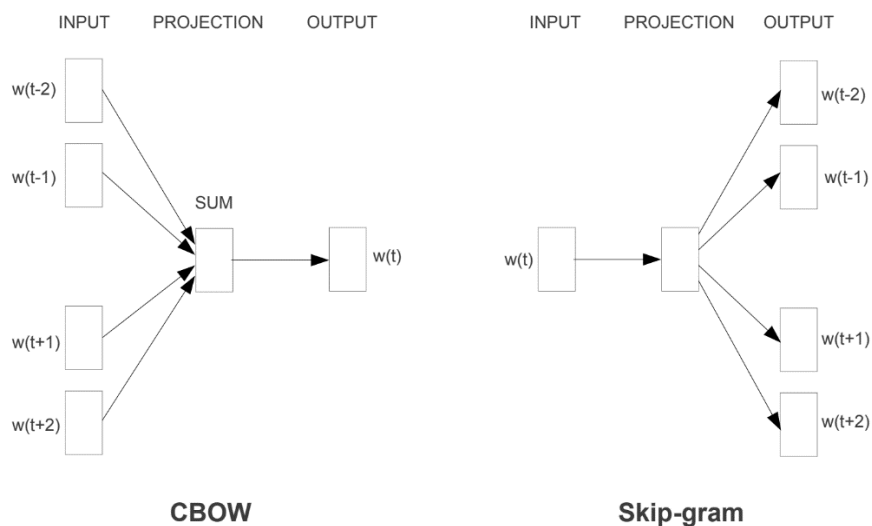 INPUT PROJECTION OUTPUT
w(t-2)
w(t-1)
SUM
w(t)
w(t+1)
w(t+2)
CBOW
INPUT PROJECTION OUTPUT
w(t-2)
w(t-1)
w(t)
w(t+1)
w(t+2)
Skip-gram